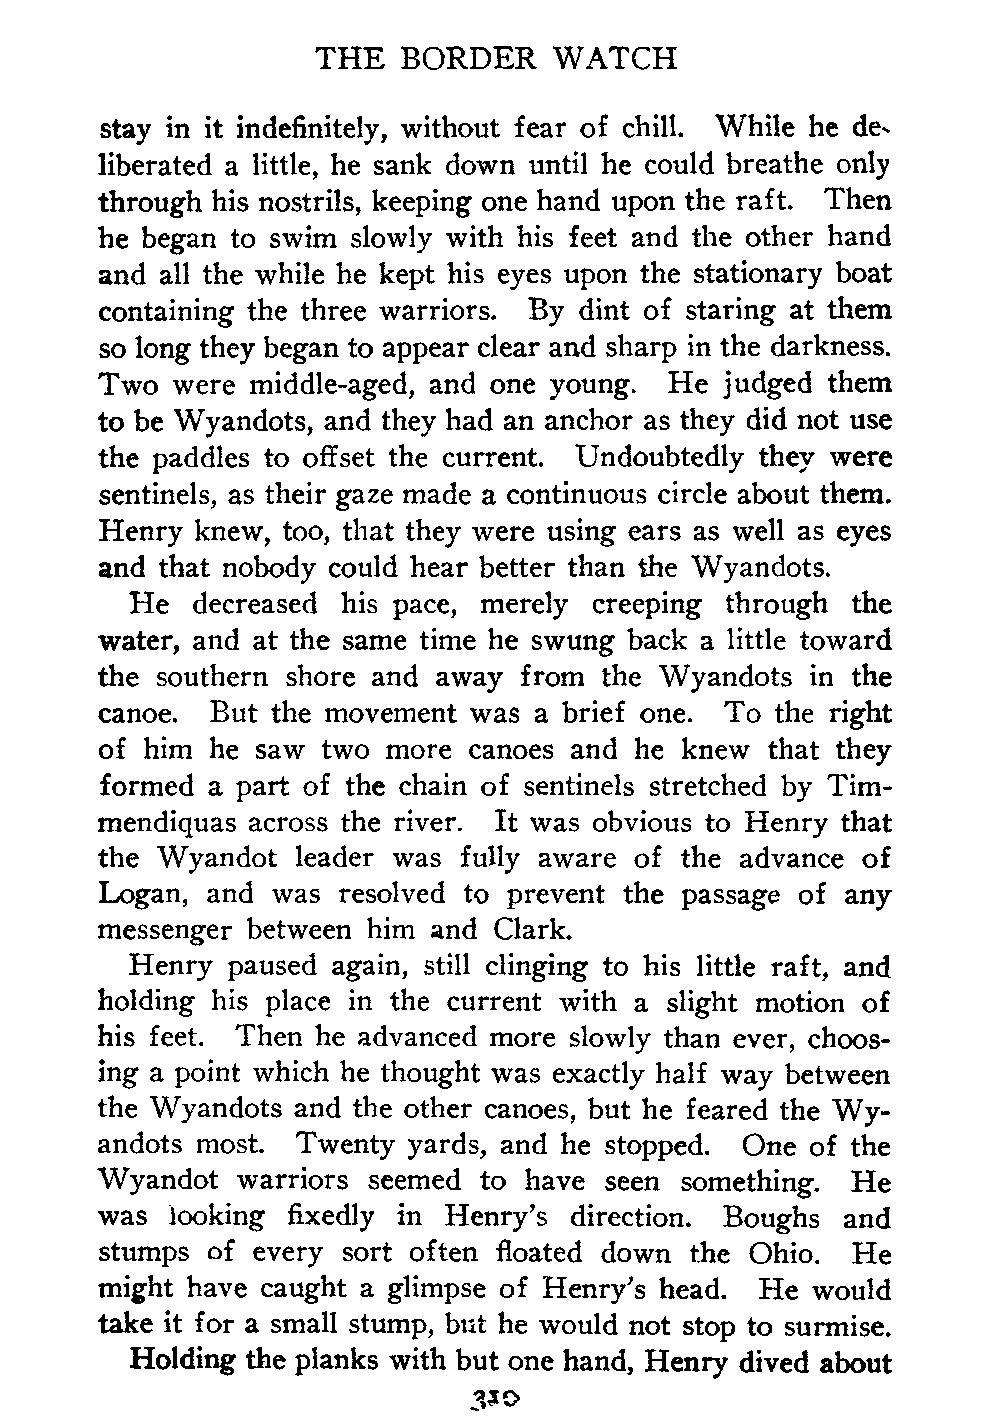 THE BORDER WATCH
stay in it indefinitely, without fear of chill. While he de-
liberated a little, he sank down until he could breathe only
through his nostrils, keeping one hand upon the raft. Then
he began to swim slowly with his feet and the other hand
and all the while he kept his eyes upon the stationary boat
containing the three warriors. By dint of staring at them
so long they began to appear clear and sharp in the darkness.
Two were middle-aged, and one young. He judged them
to be Wyandots, and they had an anchor as they did not use
the paddles to offset the current. Undoubtedly they were
sentinels, as their gaze made a continuous circle about them.
Henry knew, too, that they were using ears as well as eyes
and that nobody could hear better than the Wyandots.
He decreased his pace, merely creeping through the
water, and at the same time he swung back a little toward
the southern shore and away from the Wyandots in the
canoe. But the movement was a brief one. To the right
of him he saw two more canoes and he knew that they
formed a part of the chain of sentinels stretched by Tim-
mendiquas across the river. It was obvious to Henry that
the Wyandot leader was fully aware of the advance of
Logan, and was resolved to prevent the passage of any
messenger between him and Clark.
Henry paused again, still clinging to his little raft, and
holding his place in the current with a slight motion of
his feet. Then he advanced more slowly than ever, choos-
ing a point which he thought was exactly half way between
the Wyandots and the other canoes, but he feared the Wy-
andots most. Twenty yards, and he stopped. One of the
Wyandot warriors seemed to have seen something. He
was looking fixedly in Henry's direction. Boughs and
stumps of every sort often floated down the Ohio. He
might have caught a glimpse of Henry's head. He would
take it for a small stump, but he would not stop to surmise.
Holding the planks with but one hand, Henry dived about
310